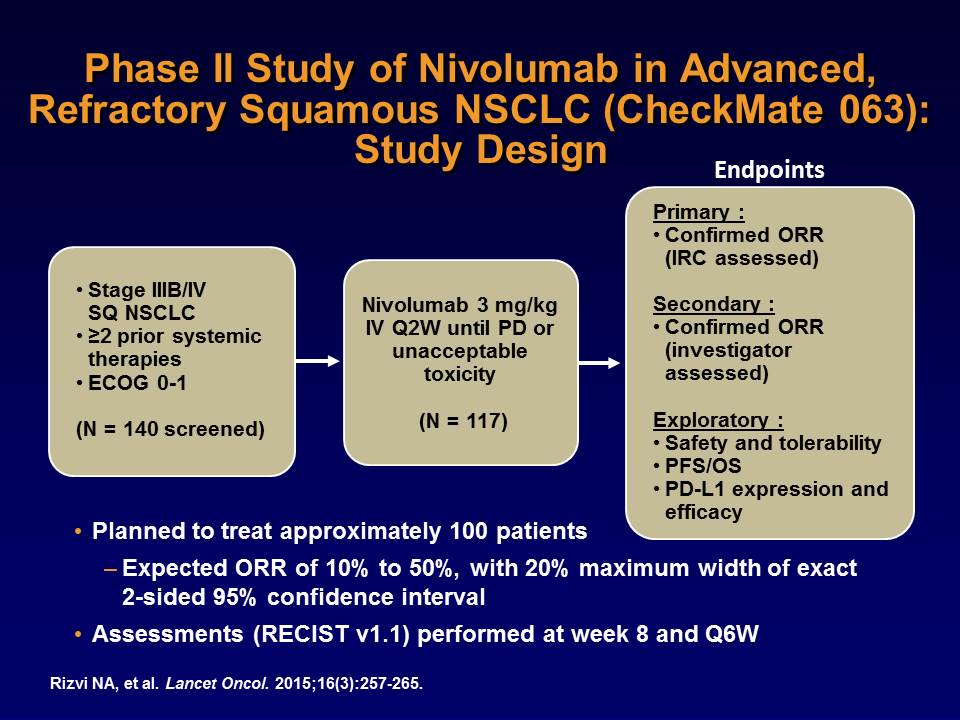 Phase II Study of Nivolumab in Advanced,
Refractory Squamous NSCLC (CheckMate 063):
Study Design
• Stage IIIB/IV
SQ NSCLC
• ≥2 prior systemic
therapies
• ECOG 0-1
(N = 140 screened)
Nivolumab 3 mg/kg
IV Q2W until PD or
unacceptable
toxicity
(N = 117)
Endpoints
Primary :
• Confirmed ORR
(IRC assessed)
Secondary :
• Confirmed ORR
(investigator
assessed)
Exploratory :
• Safety and tolerability
• PFS/OS
• PD-L1 expression and
efficacy
• Planned to treat approximately 100 patients
– Expected ORR of 10% to 50%, with 20% maximum width of exact
2-sided 95% confidence interval
• Assessments (RECIST v1.1) performed at week 8 and Q6W
Rizvi NA, et al. Lancet Oncol. 2015;16(3):257-265.